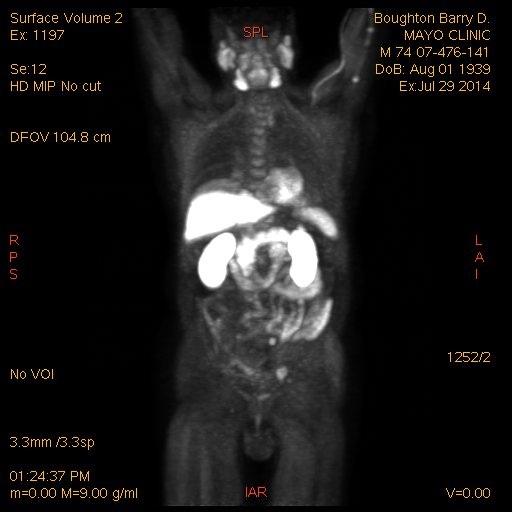 Surface Volume 2
Ex: 1197
Se:12
HD MIP No cut
DFOV 104.8 cm
SPL
Boughton Barry D.
MAYO CLINIC
M 74 07-476-141
DoB: Aug 01 1939
Ex:Jul 29 2014
R
P
S
L
A
I
1252/2
No VOI
3.3mm /3.3sp
01:24:37 PM
m=0.00 M=9.00 g/ml
IAR
V=0.00